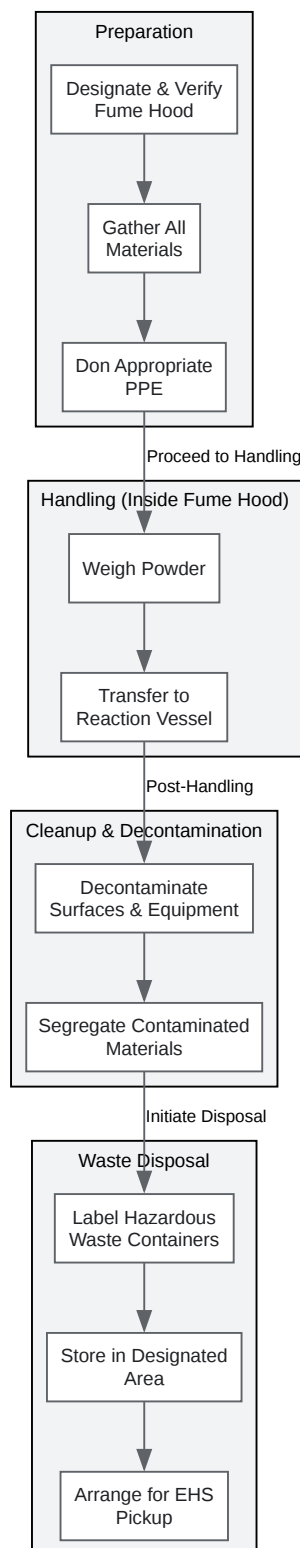 Preparation
Designate & Verify
Fume Hood
Gather All
Materials
Don Appropriate
PPE
Proceed to Handling
Handling (Inside Fume Hood)
Weigh Powder
Transfer to
Reaction Vessel
Post-Handling
Cleanup & Decontamination
Decontaminate
Surfaces & Equipment
Segregate Contaminated
Materials
Initiate Disposal
Waste Disposal
Label Hazardous
Waste Containers
Store in Designated
Area
Arrange for EHS
Pickup